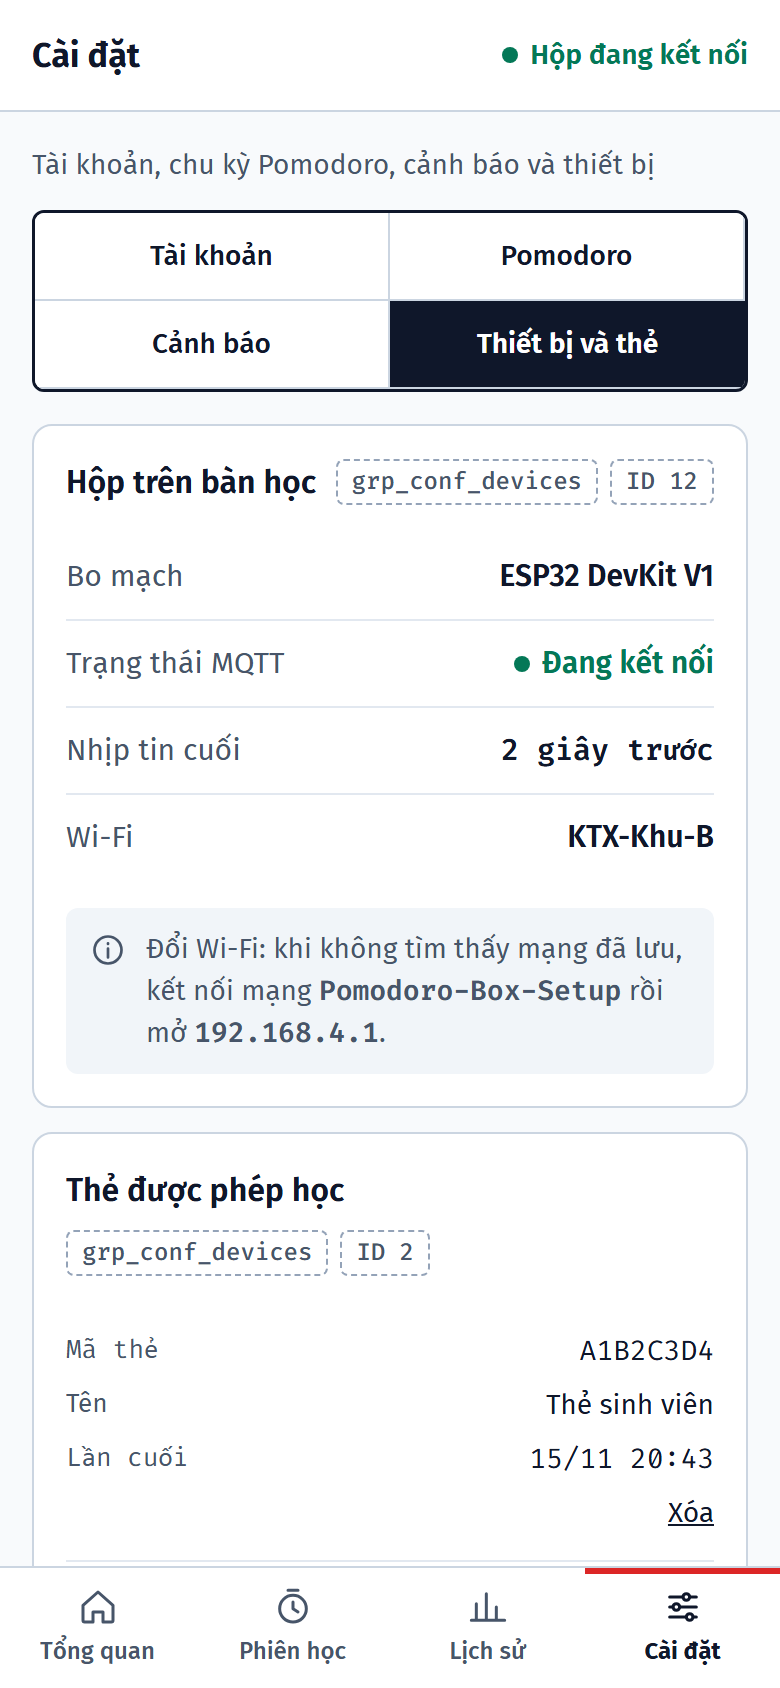 Cài đặt
Hộp đang kết nối
Tài khoản, chu kỳ Pomodoro, cảnh báo và thiết bị
Tài khoản
Pomodoro
Cảnh báo
Thiết bị và thẻ
Hộp trên bàn học
grp_conf_devices
ID 12
Bo mạch
ESP32 DevKit V1
Trạng thái MQTT
Đang kết nối
Nhịp tin cuối
2 giây trước
Wi-Fi
KTX-Khu-B
Đổi Wi-Fi: khi không tìm thấy mạng đã lưu,
kết nối mạng Pomodoro-Box-Setup rồi
mở 192.168.4.1.
Thẻ được phép học
grp_conf_devices
ID 2
Mã thẻ
A1B2C3D4
Tên
Thẻ sinh viên
Lần cuối
15/11 20:43
Xóa
Tổng quan
Phiên học
Lịch sử
Cài đặt